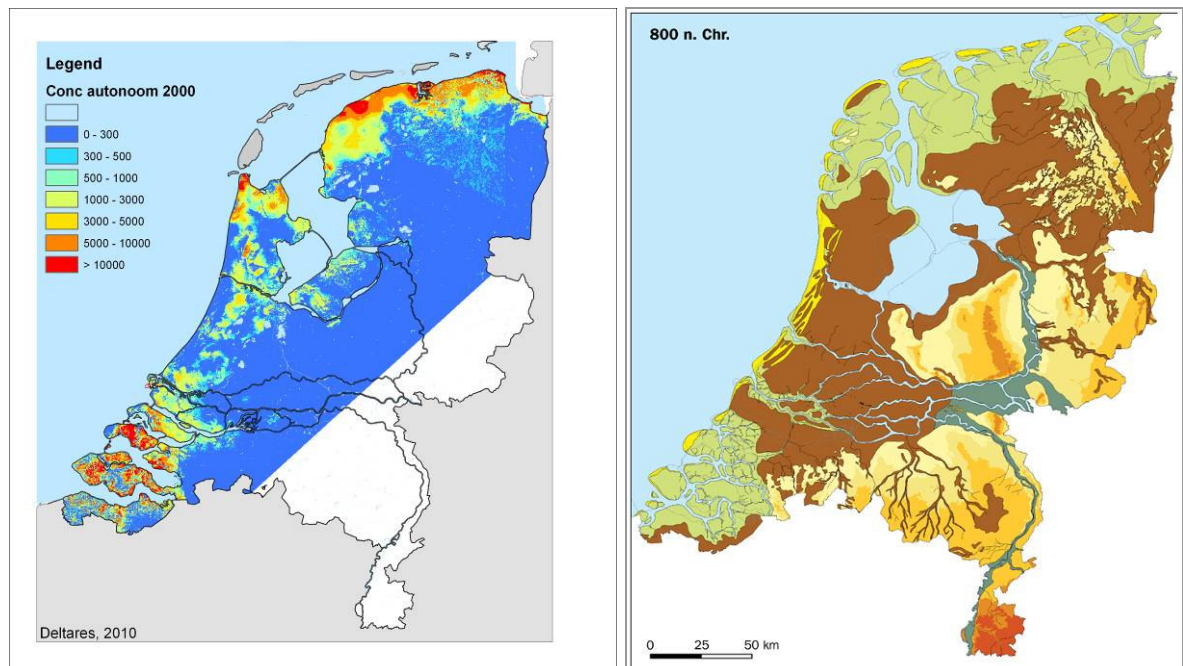 Legend
Conc autonoom 2000
0 - 300
300 - 500
500 - 1000
1000 - 3000
3000 - 5000
5000 - 10000
> 10000
Deltares, 2010
800 n. Chr.
0 25 50 km